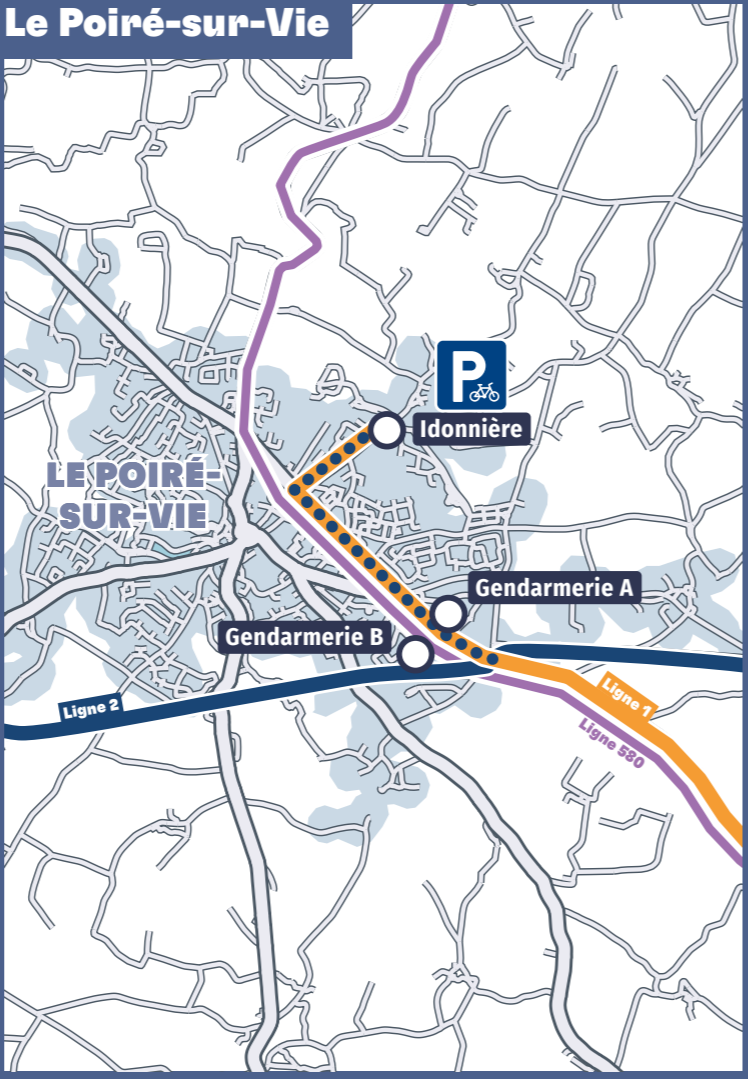 Le Poiré-sur-Vie
P
Idonnière
LE POIRÉ-
SUR-VIE
Gendarmerie A
Gendarmerie B
Ligne 2
Ligne 1
Ligne 580